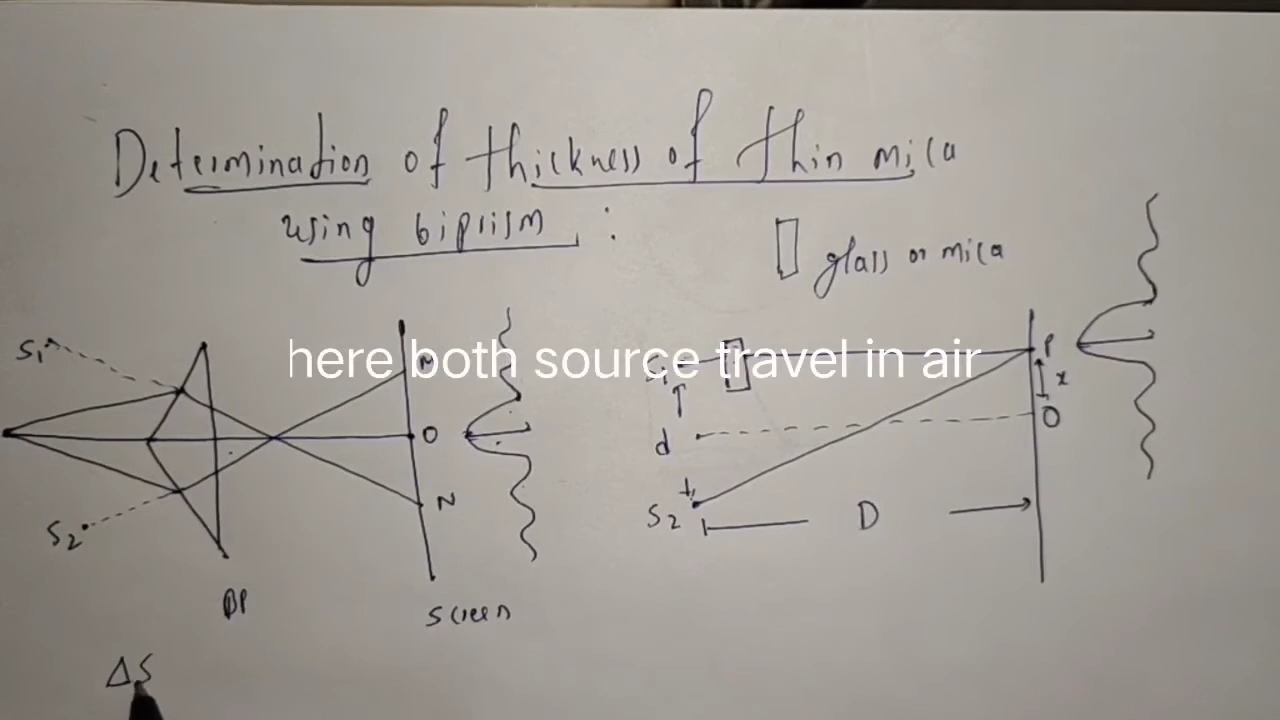 Determination of thickness of thin mica
using biprism :
glass or mica
here both source travel in air
S1
M
O
N
S2
BP
screen
P
x
O
d
S2
D
ΔS